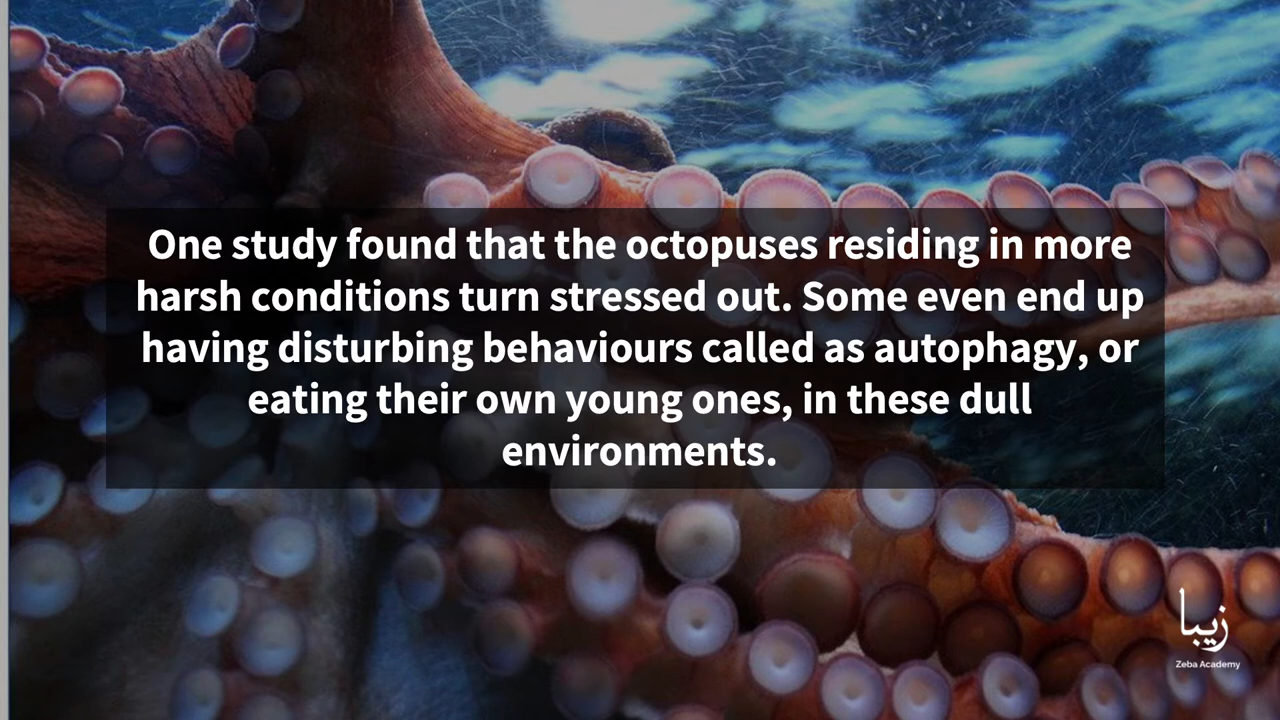 One study found that the octopuses residing in more
harsh conditions turn stressed out. Some even end up
having disturbing behaviours called as autophagy, or
eating their own young ones, in these dull
environments.
زیبا
Zeba Academy